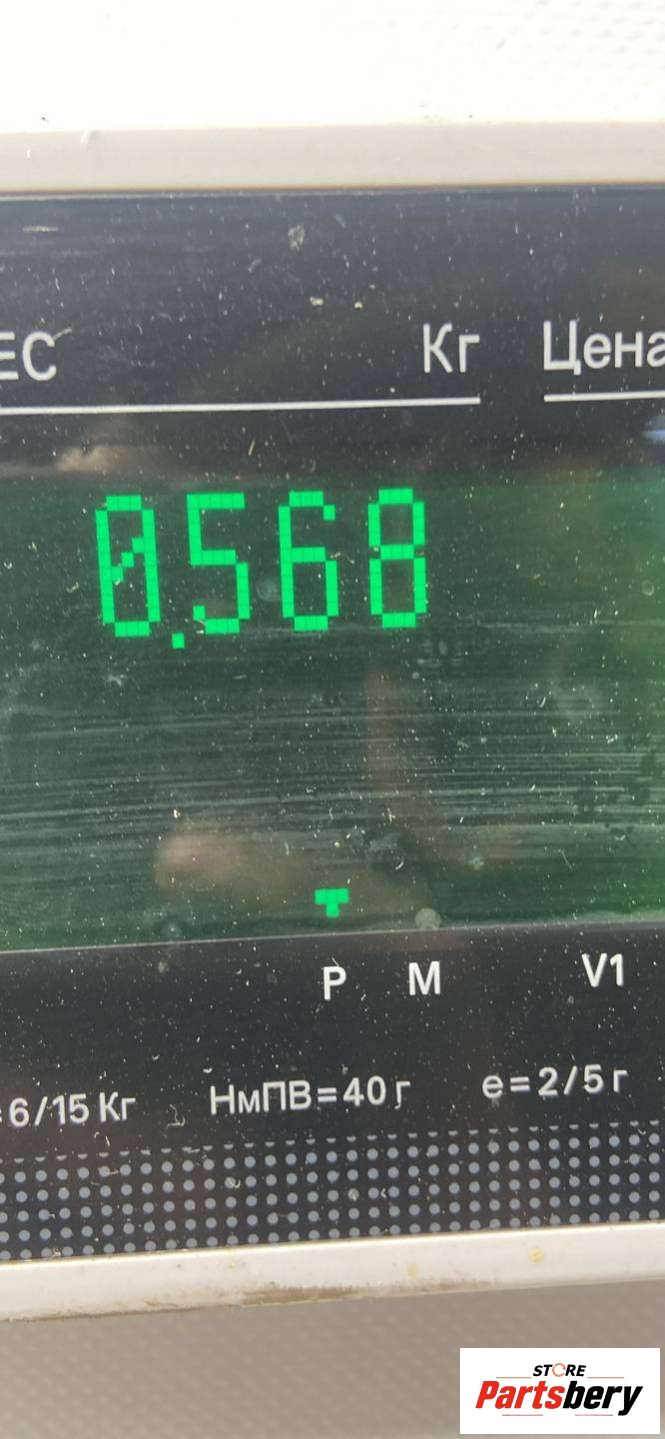 ЕС Кг Цена
0.568
P M V1
=6/15 Кг НмПВ=40 г e=2/5 г
STORE
Partsbery